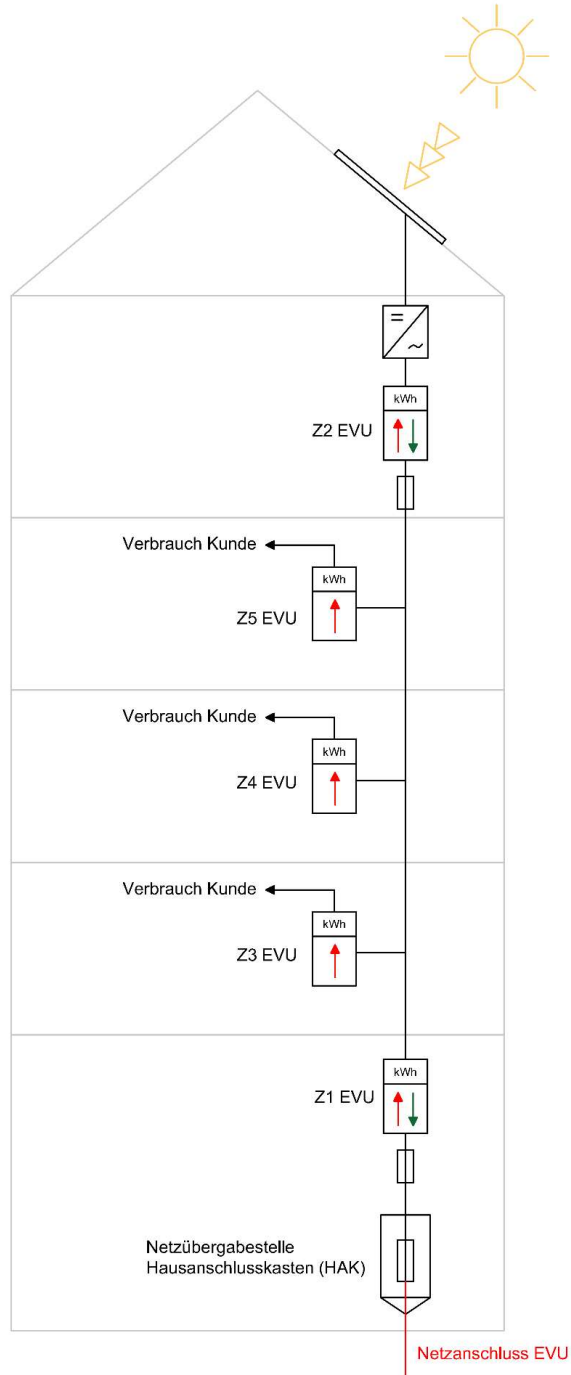 kWh
Z2 EVU
Verbrauch Kunde
kWh
Z5 EVU
Verbrauch Kunde
kWh
Z4 EVU
Verbrauch Kunde
kWh
Z3 EVU
kWh
Z1 EVU
Netzübergabestelle
Hausanschlusskasten (HAK)
Netzanschluss EVU